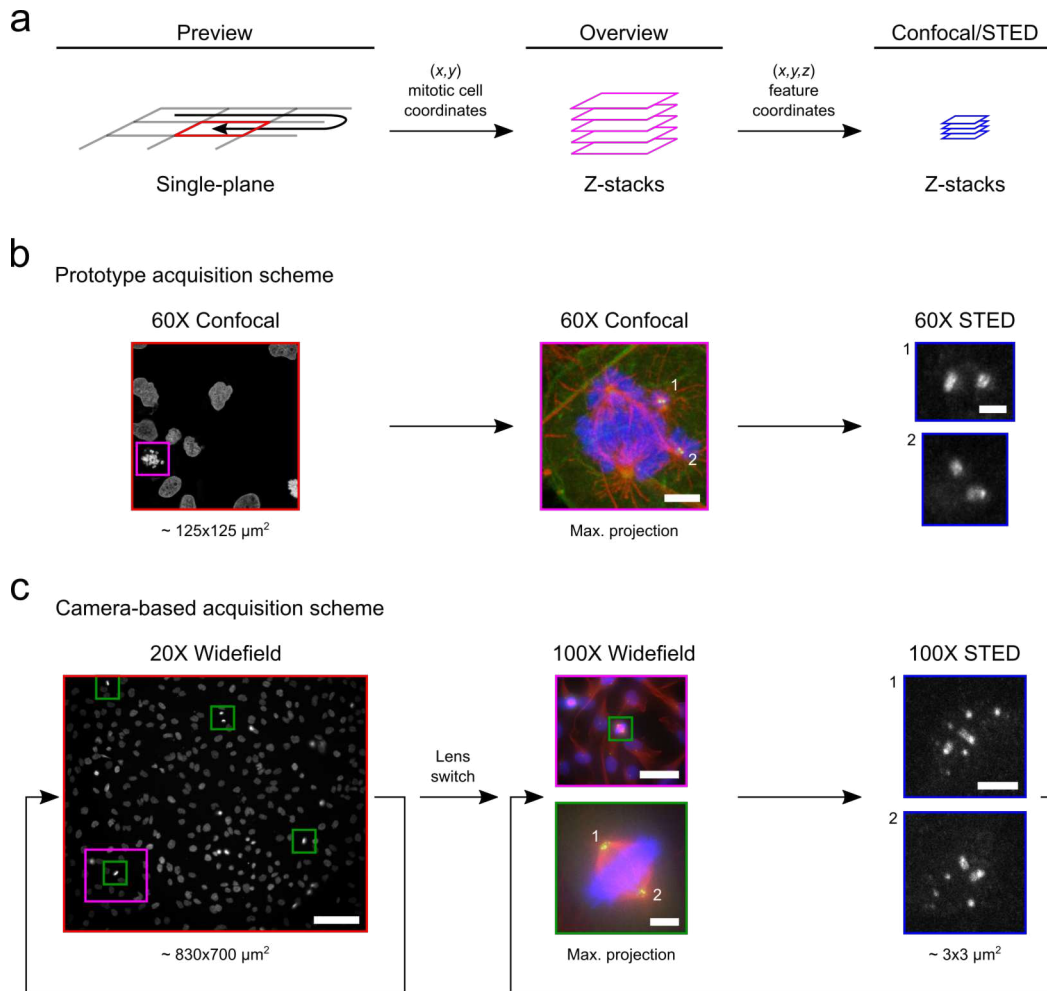 a
Preview
Overview
Confocal/STED
(x,y)
mitotic cell
coordinates
(x,y,z)
feature
coordinates
Single-plane
Z-stacks
Z-stacks
b
Prototype acquisition scheme
60X Confocal
60X Confocal
60X STED
1
2
1
2
~ 125x125 µm²
Max. projection
c
Camera-based acquisition scheme
20X Widefield
100X Widefield
100X STED
Lens
switch
1
2
1
2
~ 830x700 µm²
Max. projection
~ 3x3 µm²